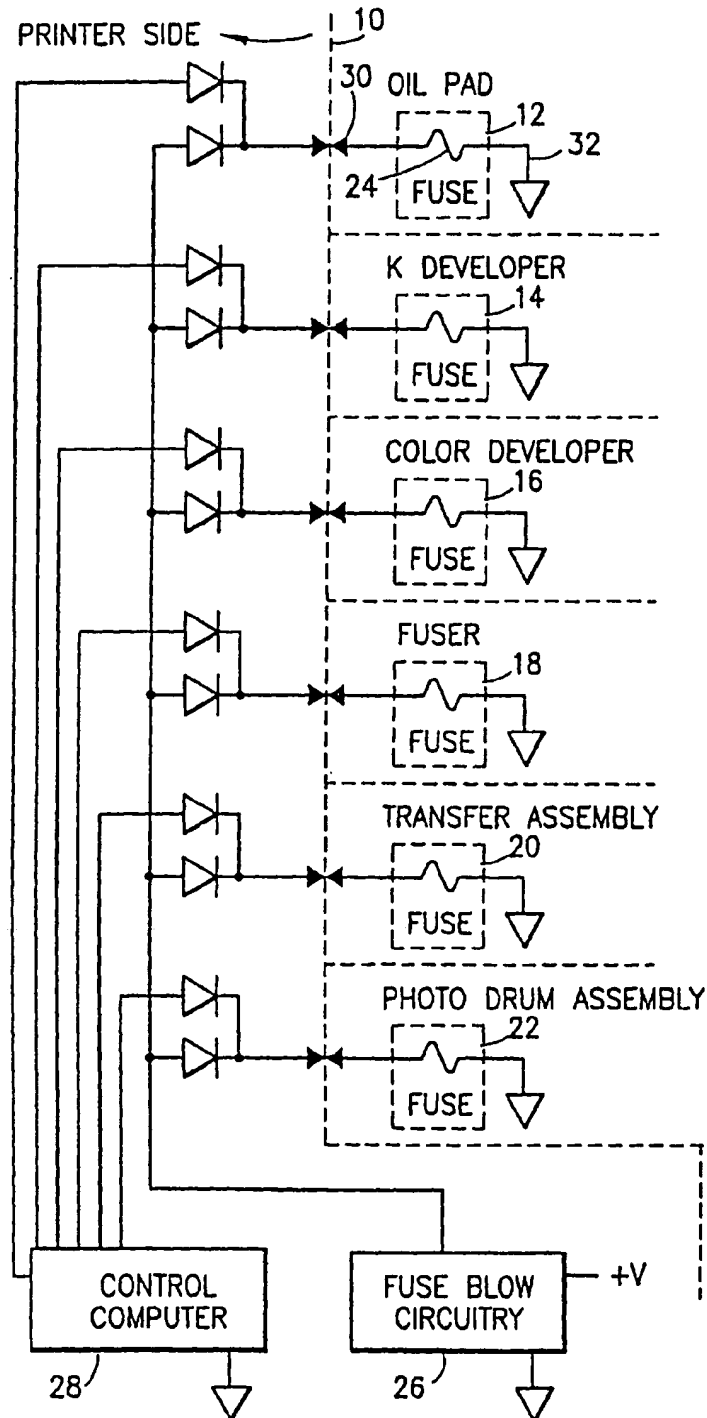 PRINTER SIDE
10
OIL PAD
30
12
32
24
FUSE
K DEVELOPER
14
FUSE
COLOR DEVELOPER
16
FUSE
FUSER
18
FUSE
TRANSFER ASSEMBLY
20
FUSE
PHOTO DRUM ASSEMBLY
22
FUSE
CONTROL
COMPUTER
28
FUSE BLOW
CIRCUITRY
+V
26